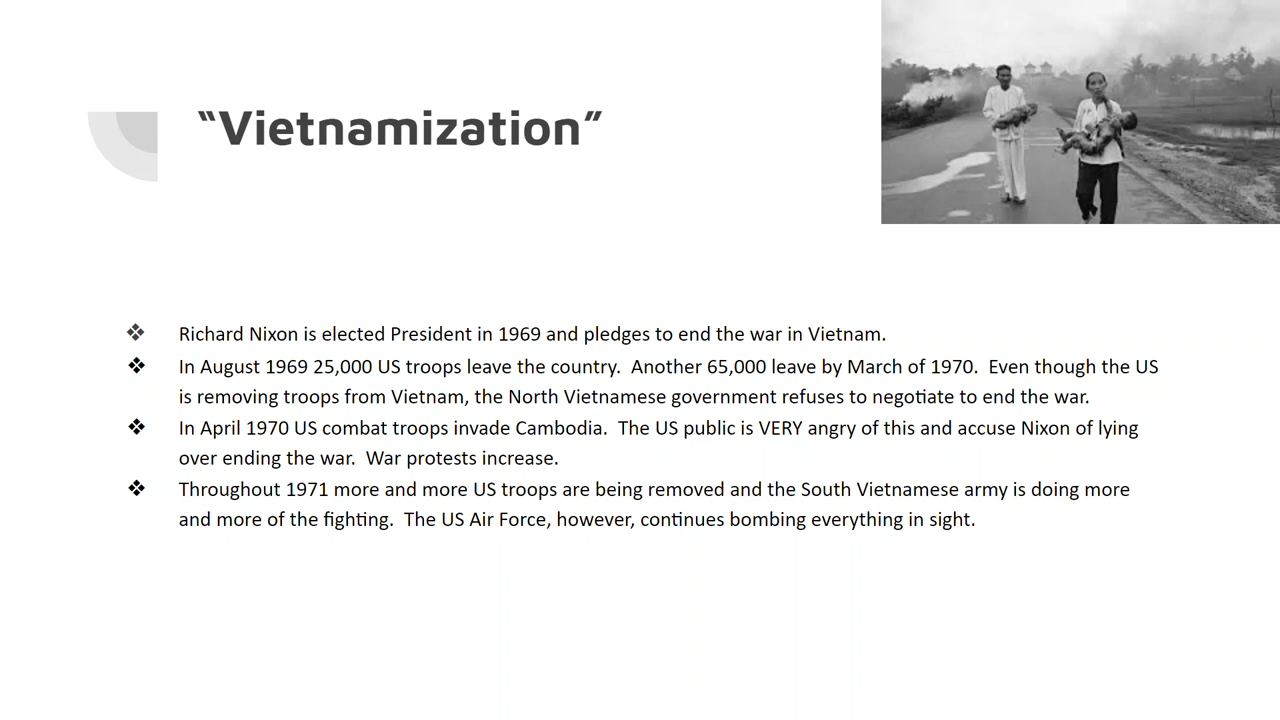 “Vietnamization”
❖ Richard Nixon is elected President in 1969 and pledges to end the war in Vietnam.
❖ In August 1969 25,000 US troops leave the country.  Another 65,000 leave by March of 1970.  Even though the US
is removing troops from Vietnam, the North Vietnamese government refuses to negotiate to end the war.
❖ In April 1970 US combat troops invade Cambodia.  The US public is VERY angry of this and accuse Nixon of lying
over ending the war.  War protests increase.
❖ Throughout 1971 more and more US troops are being removed and the South Vietnamese army is doing more
and more of the fighting.  The US Air Force, however, continues bombing everything in sight.